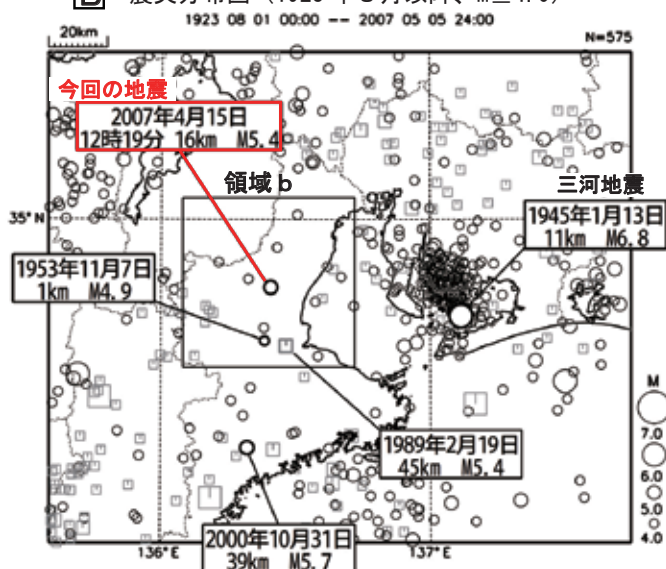 1923 08 01 00:00 -- 2007 05 05 24:00
20km
N=575
今回の地震
2007年4月15日
12時19分 16km M5.4
領域b
三河地震
1945年1月13日
11km M6.8
35°N
1953年11月7日
1km M4.9
1989年2月19日
45km M5.4
2000年10月31日
39km M5.7
136°E
137°E
M
7.0
6.0
5.0
4.0